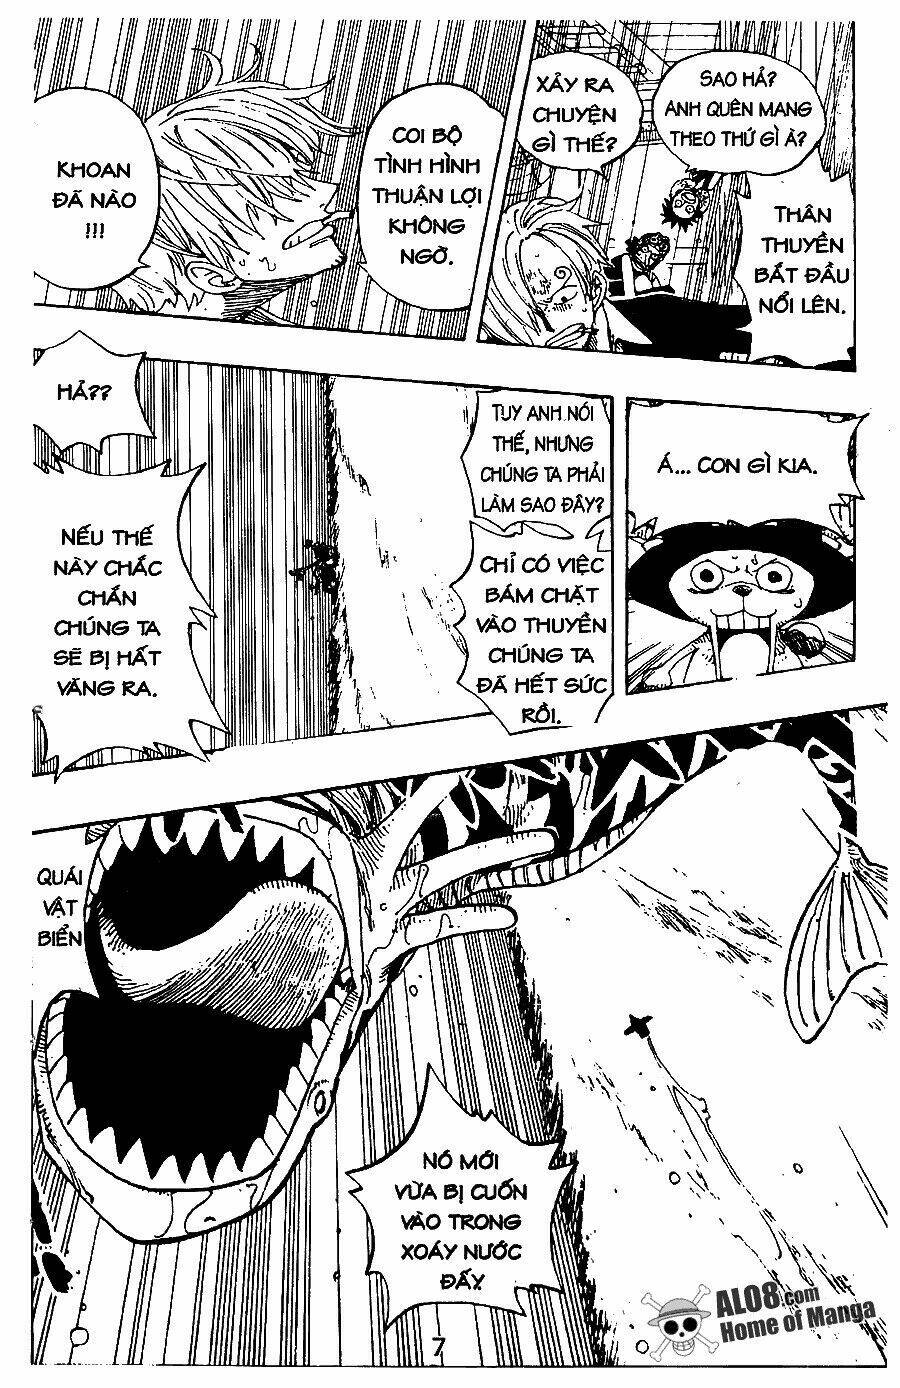 SAO HẢ?
ANH QUÊN MANG
THEO THỨ GÌ À?
XẢY RA
CHUYỆN
GÌ THẾ?
THÂN
THUYỀN
BẮT ĐẦU
NỔI LÊN.
COI BỘ
TÌNH HÌNH
THUẬN LỢI
KHÔNG
NGỜ.
KHOAN
ĐÃ NÀO
!!!
Á... CON GÌ KIA.
TUY ANH NÓI
THẾ, NHƯNG
CHÚNG TA PHẢI
LÀM SAO ĐÂY?
CHỈ CÓ VIỆC
BÁM CHẶT
VÀO THUYỀN
CHÚNG TA
ĐÃ HẾT SỨC
RỒI.
HẢ??
NẾU THẾ
NÀY CHẮC
CHẮN
CHÚNG TA
SẼ BỊ HẤT
VĂNG RA.
QUÁI
VẬT
BIỂN
NÓ MỚI
VỪA BỊ CUỐN
VÀO TRONG
XOÁY NƯỚC
ĐẤY.
7
ALO8.com
Home of Manga